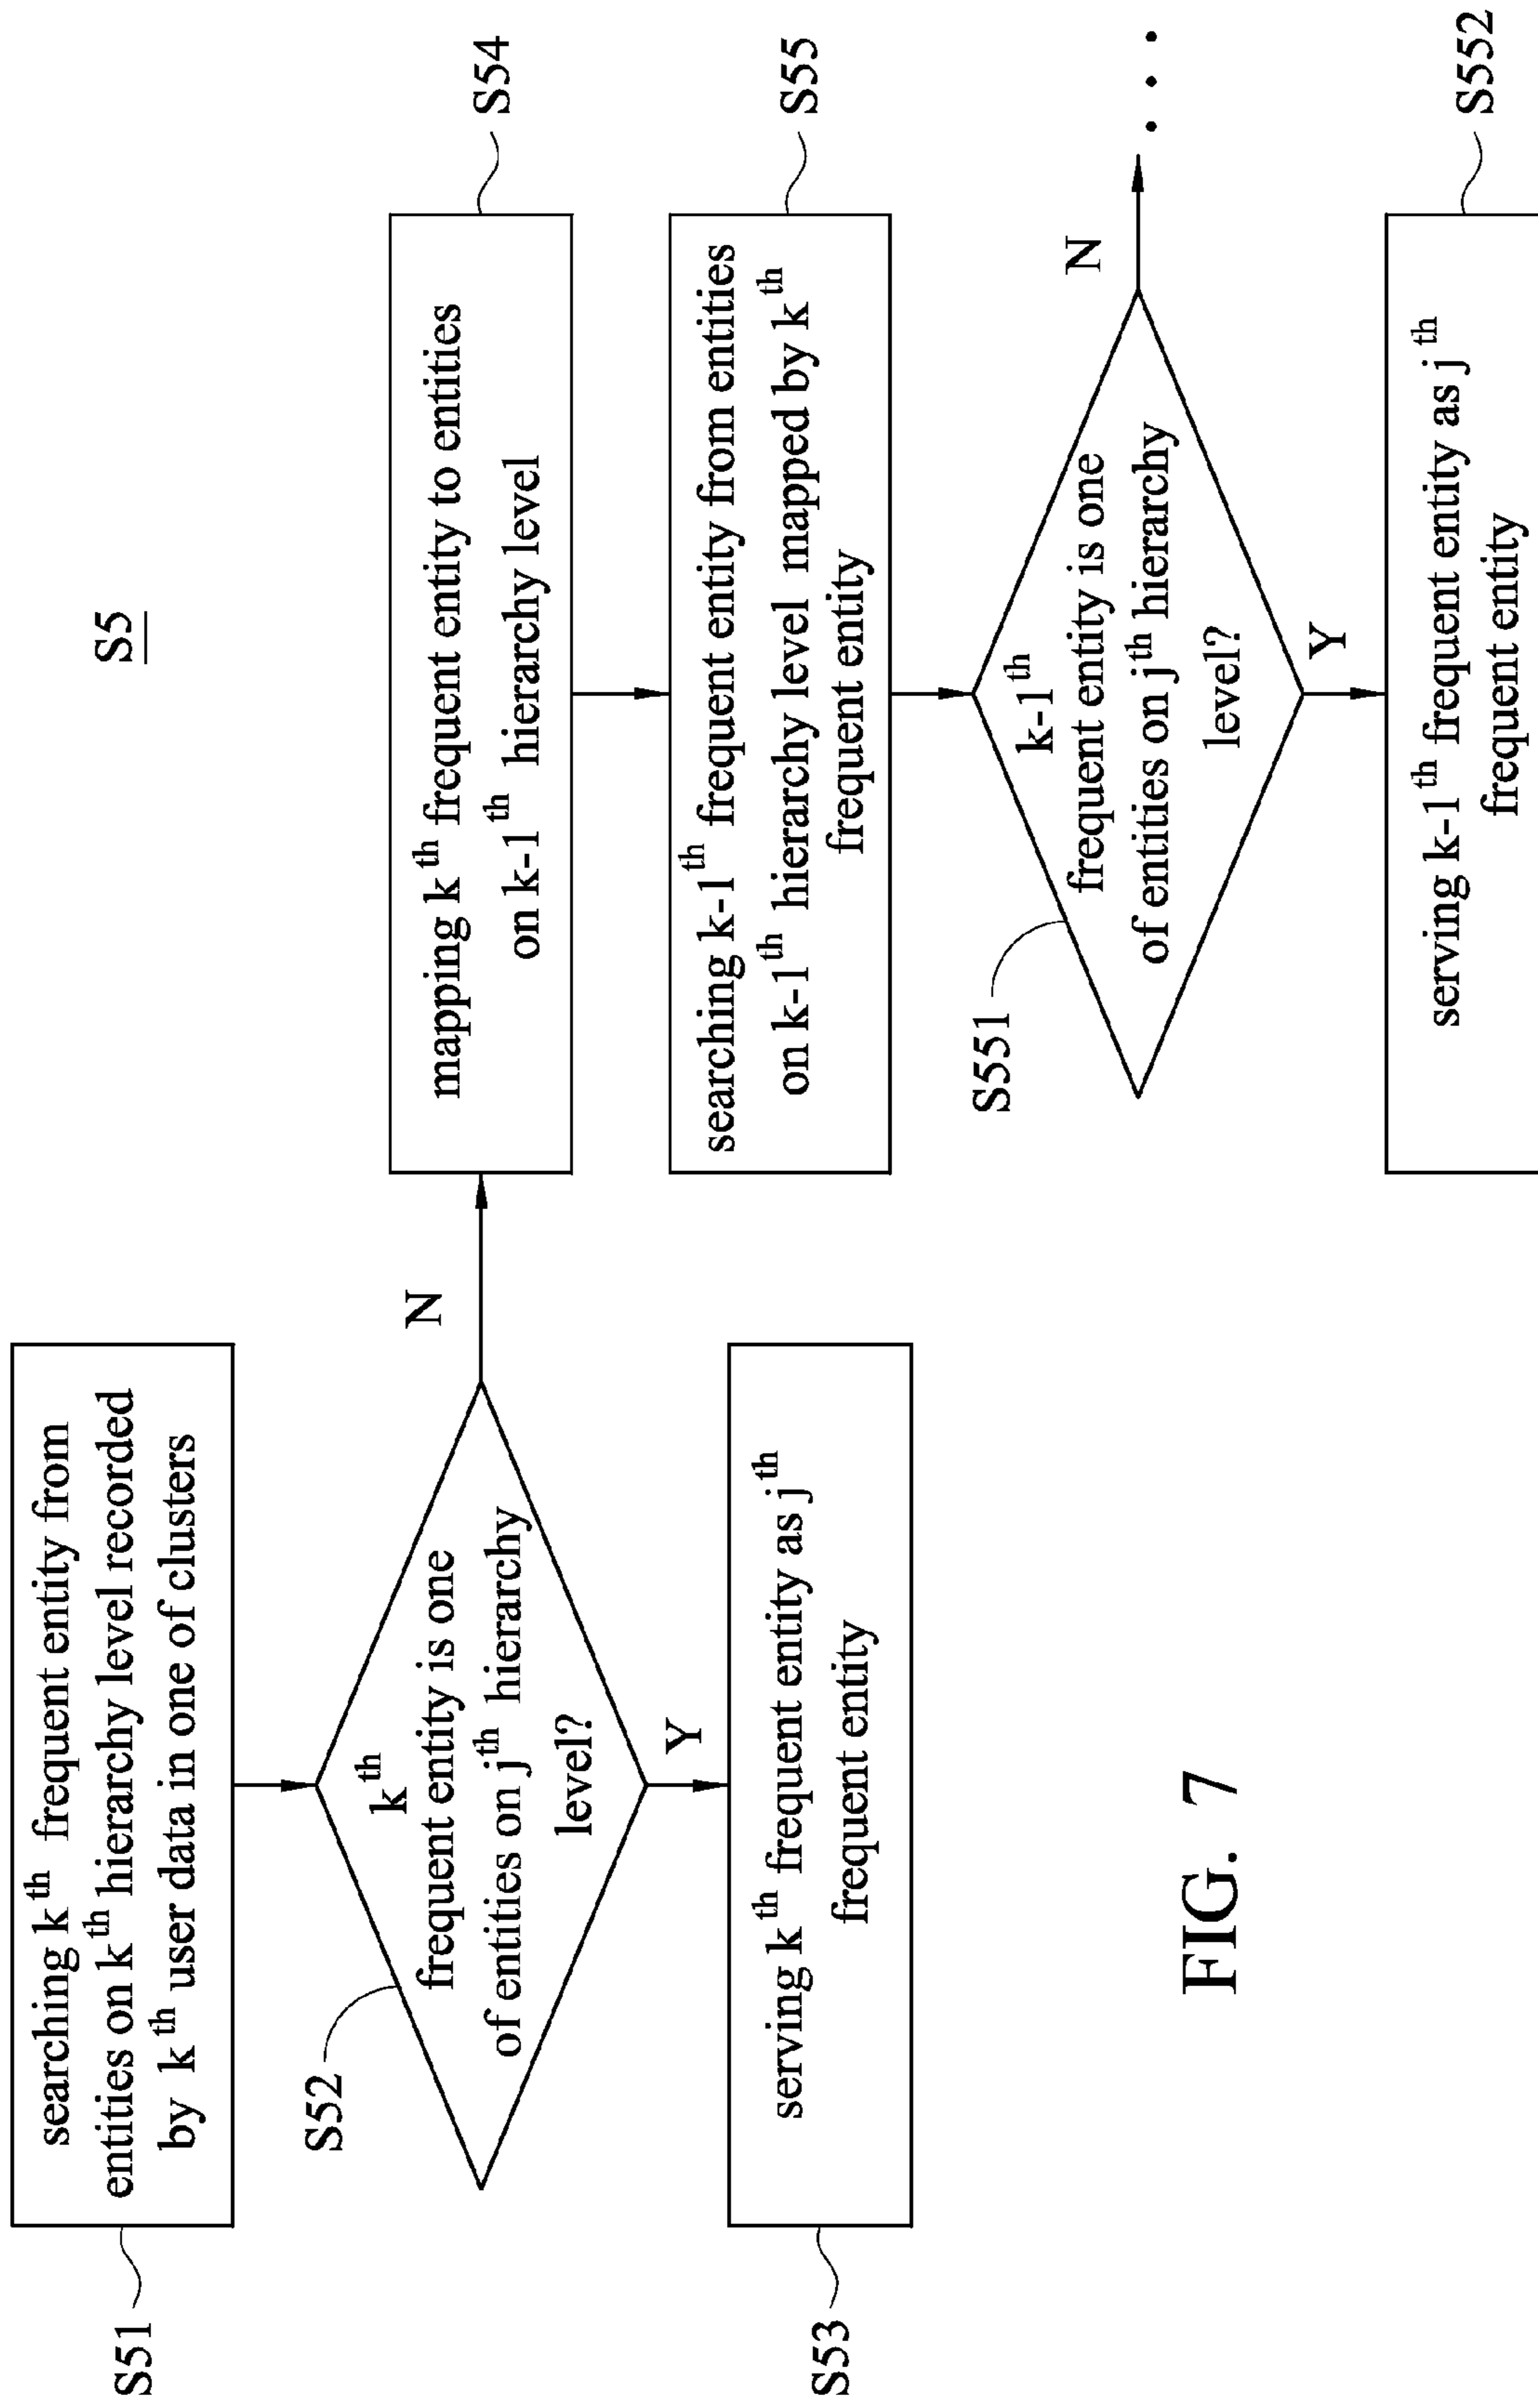 S5
S51
searching k th frequent entity from
entities on k th hierarchy level recorded
by k th user data in one of clusters
S52
k th
frequent entity is one
of entities on j th hierarchy
level?
N
Y
S53
serving k th frequent entity as j th
frequent entity
S54
mapping k th frequent entity to entities
on k-1 th hierarchy level
S55
searching k-1 th frequent entity from entities
on k-1 th hierarchy level mapped by k th
frequent entity
S551
k-1 th
frequent entity is one
of entities on j th hierarchy
level?
N
. . .
Y
S552
serving k-1 th frequent entity as j th
frequent entity
FIG. 7